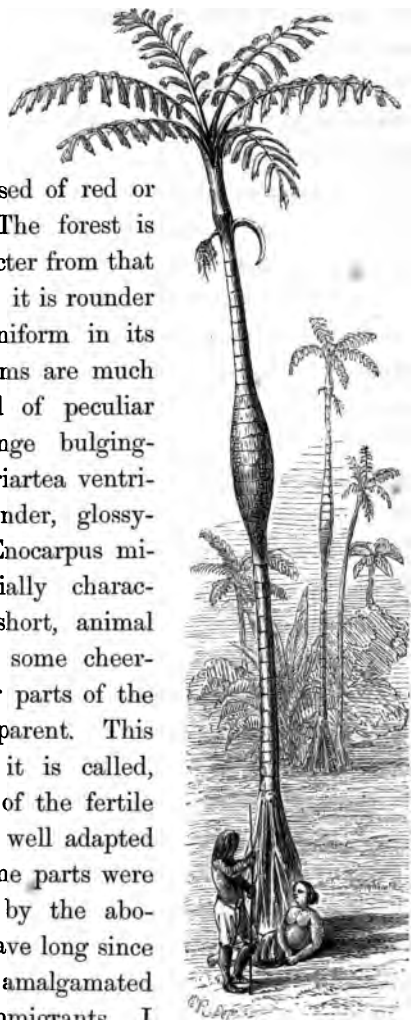 sed of red or
The forest is
cter from that
it is rounder
niform in its
ms are much
l of peculiar
nge bulging-
riartea ventri-
nder, glossy-
Enocarpus mi-
ially charac-
short, animal
some cheer-
r parts of the
parent. This
it is called,
of the fertile
well adapted
ne parts were
by the abo-
ave long since
amalgamated
mmigrants. I